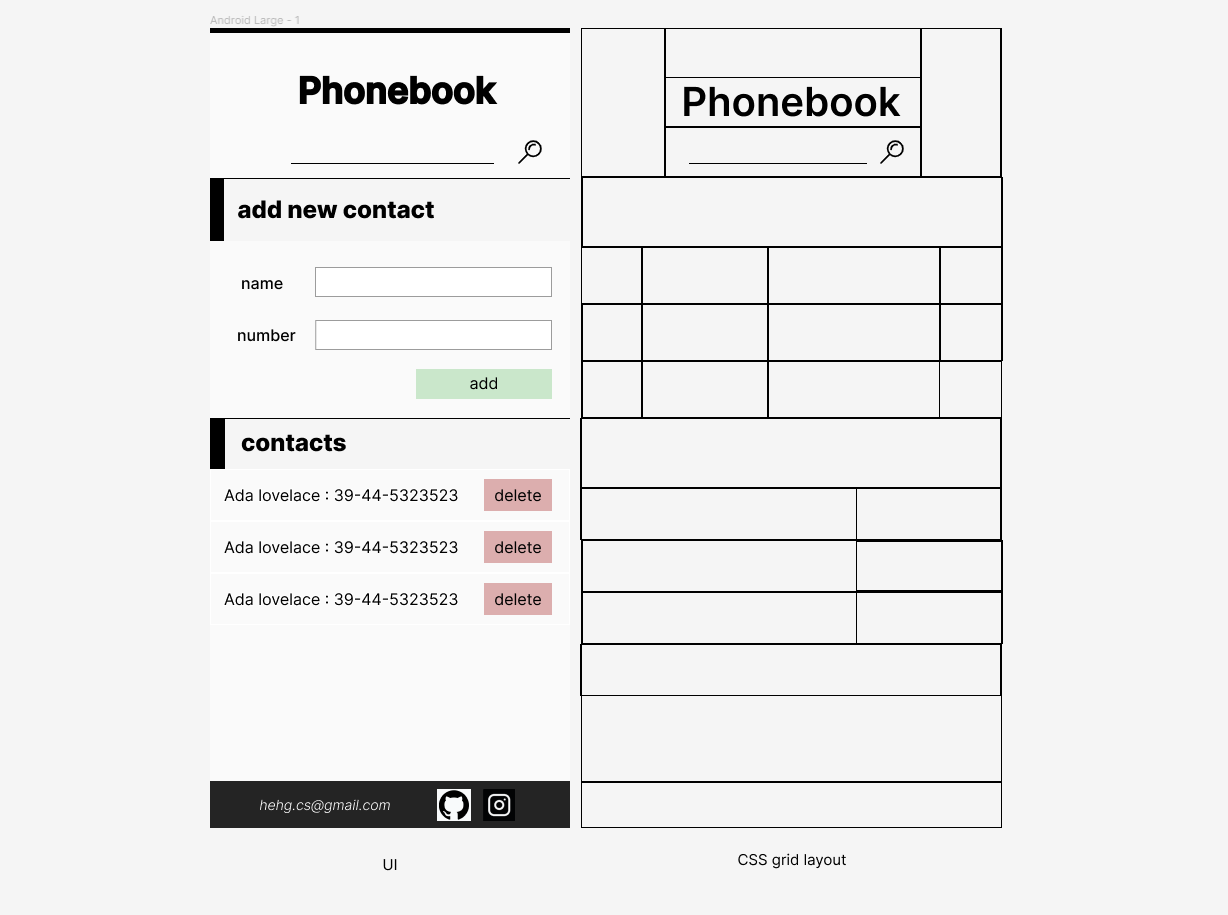 Android Large - 1
Phonebook
add new contact
name
number
add
contacts
Ada lovelace : 39-44-5323523
delete
Ada lovelace : 39-44-5323523
delete
Ada lovelace : 39-44-5323523
delete
hehg.cs@gmail.com
UI
Phonebook
CSS grid layout